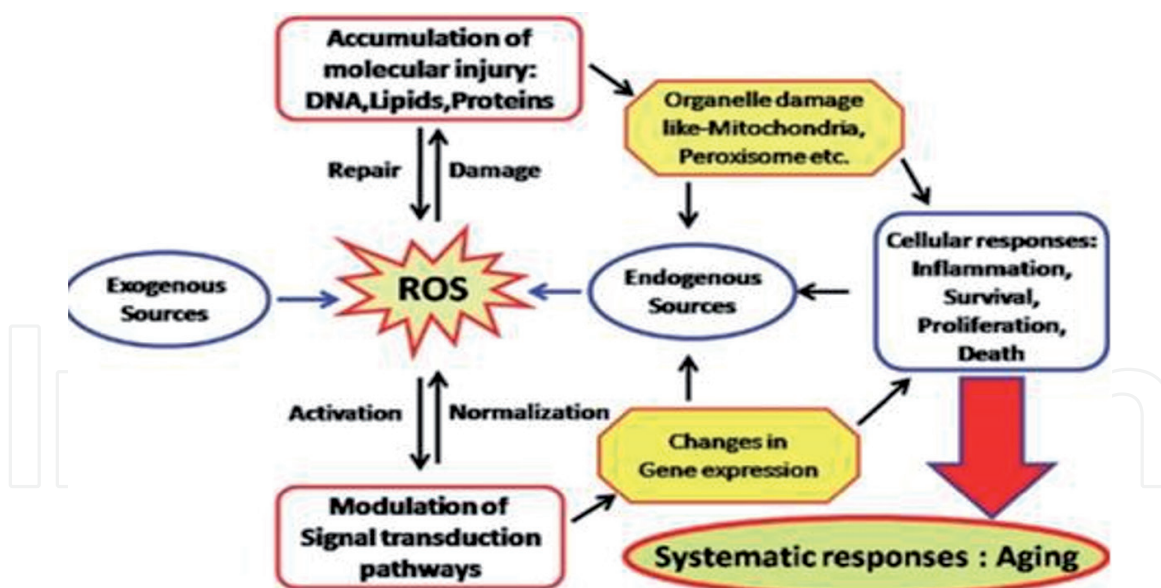 Accumulation of
molecular injury:
DNA,Lipids,Proteins
Organelle damage
like-Mitochondria,
Peroxisome etc.
Repair
Damage
Cellular responses:
Inflammation,
Survival,
Proliferation,
Death
Exogenous
Sources
ROS
Endogenous
Sources
Activation
Normalization
Changes in
Gene expression
Modulation of
Signal transduction
pathways
Systematic responses : Aging